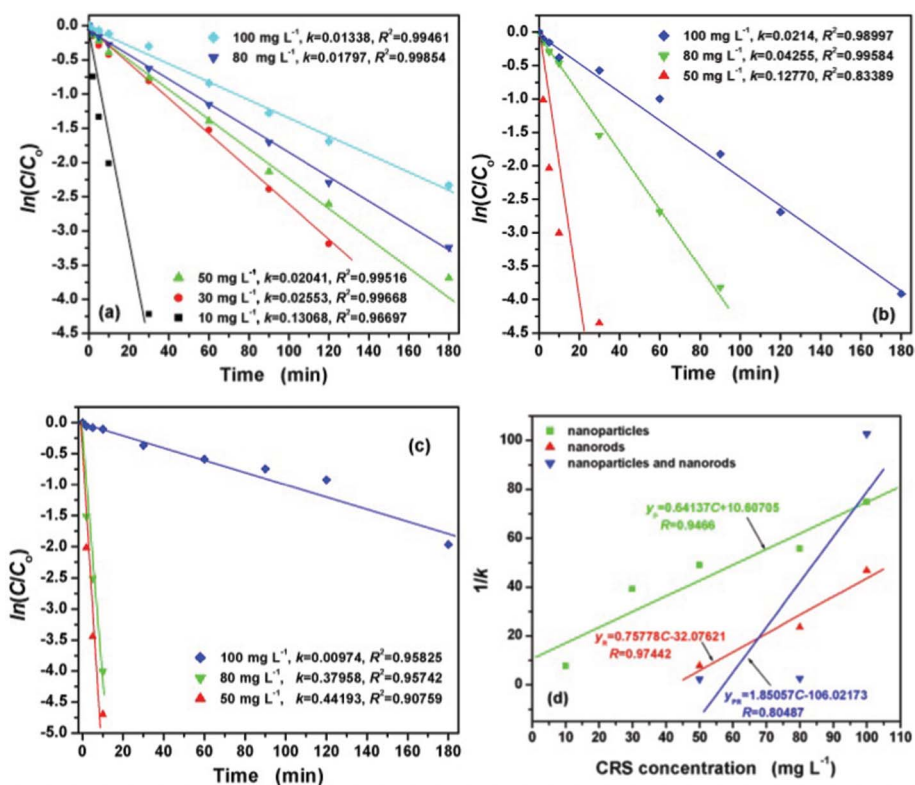 100 mg L⁻¹, k=0.01338, R²=0.99461
80 mg L⁻¹, k=0.01797, R²=0.99854
50 mg L⁻¹, k=0.02041, R²=0.99516
30 mg L⁻¹, k=0.02553, R²=0.99668
10 mg L⁻¹, k=0.13068, R²=0.96697
(a)
ln(C/C₀)
0.0
-0.5
-1.0
-1.5
-2.0
-2.5
-3.0
-3.5
-4.0
-4.5
0 20 40 60 80 100 120 140 160 180
Time (min)
100 mg L⁻¹, k=0.0214, R²=0.98997
80 mg L⁻¹, k=0.04255, R²=0.99584
50 mg L⁻¹, k=0.12770, R²=0.83389
(b)
ln(C/C₀)
0.0
-0.5
-1.0
-1.5
-2.0
-2.5
-3.0
-3.5
-4.0
-4.5
0 20 40 60 80 100 120 140 160 180
Time (min)
(c)
100 mg L⁻¹, k=0.00974, R²=0.95825
80 mg L⁻¹, k=0.37958, R²=0.95742
50 mg L⁻¹, k=0.44193, R²=0.90759
ln(C/C₀)
0.0
-0.5
-1.0
-1.5
-2.0
-2.5
-3.0
-3.5
-4.0
-4.5
-5.0
0 20 40 60 80 100 120 140 160 180
Time (min)
nanoparticles
nanorods
nanoparticles and nanorods
yₚ=0.64137C+10.60705
R=0.9466
y=0.75778C-32.07621
R=0.97442
y=1.85057C-106.02173
R=0.80487
(d)
1/k
100
80
60
40
20
0
10 20 30 40 50 60 70 80 90 100 110
CRS concentration (mg L⁻¹)